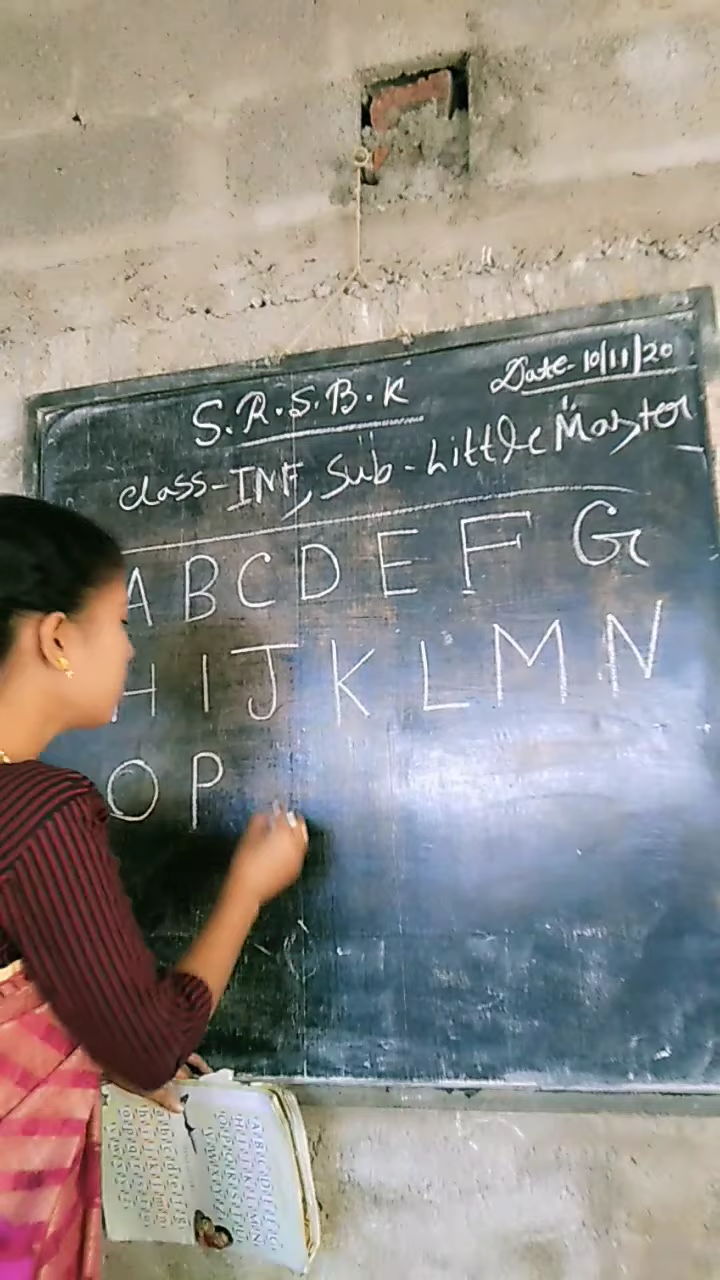 S.R.S.B.K
Date- 10/11/20
class-INF, Sub-Little Master
A B C D E F G
H I J K L M N
O P